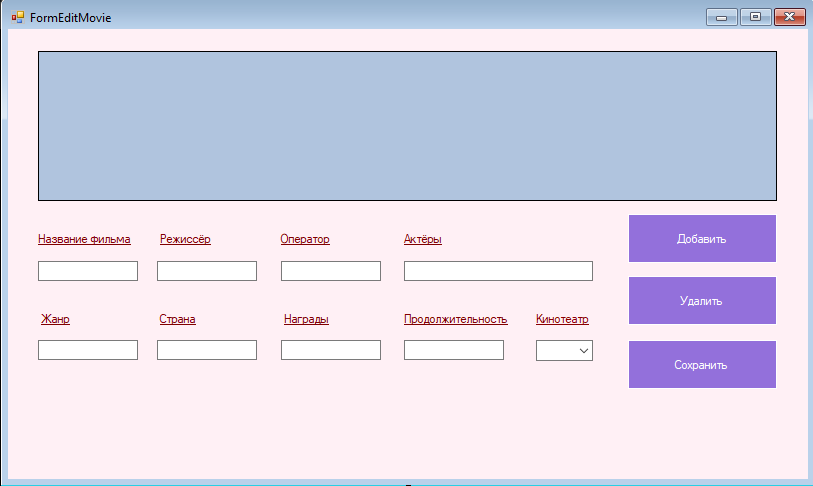 FormEditMovie
Название фильма Режиссёр Оператор Актёры
Добавить
Удалить
Жанр Страна Награды Продолжительность Кинотеатр
Сохранить